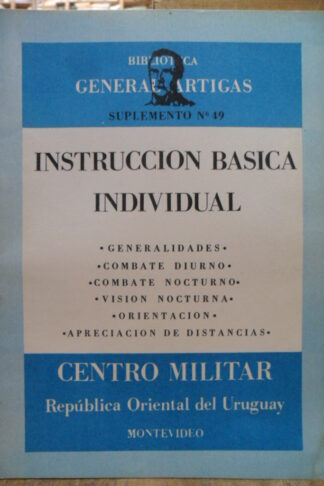 BIBLIOTECA
GENERAL ARTIGAS
SUPLEMENTO Nº 49
INSTRUCCION BASICA
INDIVIDUAL
• GENERALIDADES •
• COMBATE DIURNO •
• COMBATE NOCTURNO •
• VISION NOCTURNA •
• ORIENTACION •
• APRECIACION DE DISTANCIAS •
CENTRO MILITAR
República Oriental del Uruguay
MONTEVIDEO